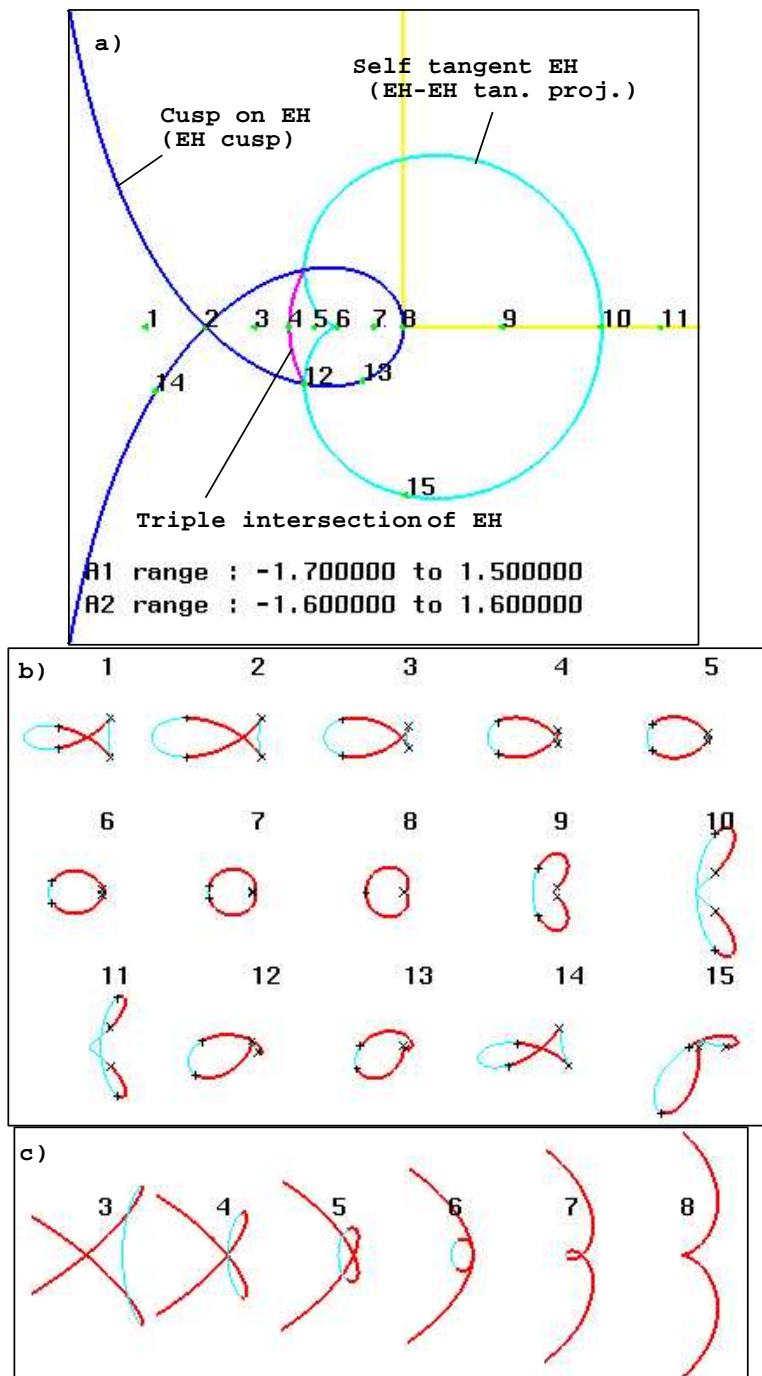 a)
Self tangent EH
(EH-EH tan. proj.)
Cusp on EH
(EH cusp)
1 2 3 4 5 6 7 8 9 10 11
14 12 13
15
Triple intersection of EH
A1 range : -1.700000 to 1.500000
A2 range : -1.600000 to 1.600000
b)
1 2 3 4 5
6 7 8 9 10
11 12 13 14 15
c)
3 4 5 6 7 8